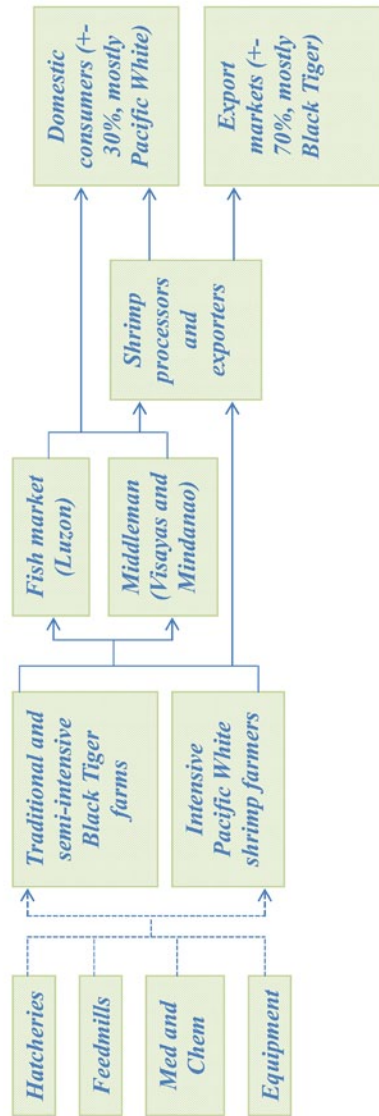 Hatcheries
Feedmills
Med and
Chem
Equipment
Traditional and
semi-intensive
Black Tiger
farms
Intensive
Pacific White
shrimp farmers
Fish market
(Luzon)
Middleman
(Visayas and
Mindanao)
Shrimp
processors
and
exporters
Domestic
consumers (+-
30%, mostly
Pacific White)
Export
markets (+-
70%, mostly
Black Tiger)